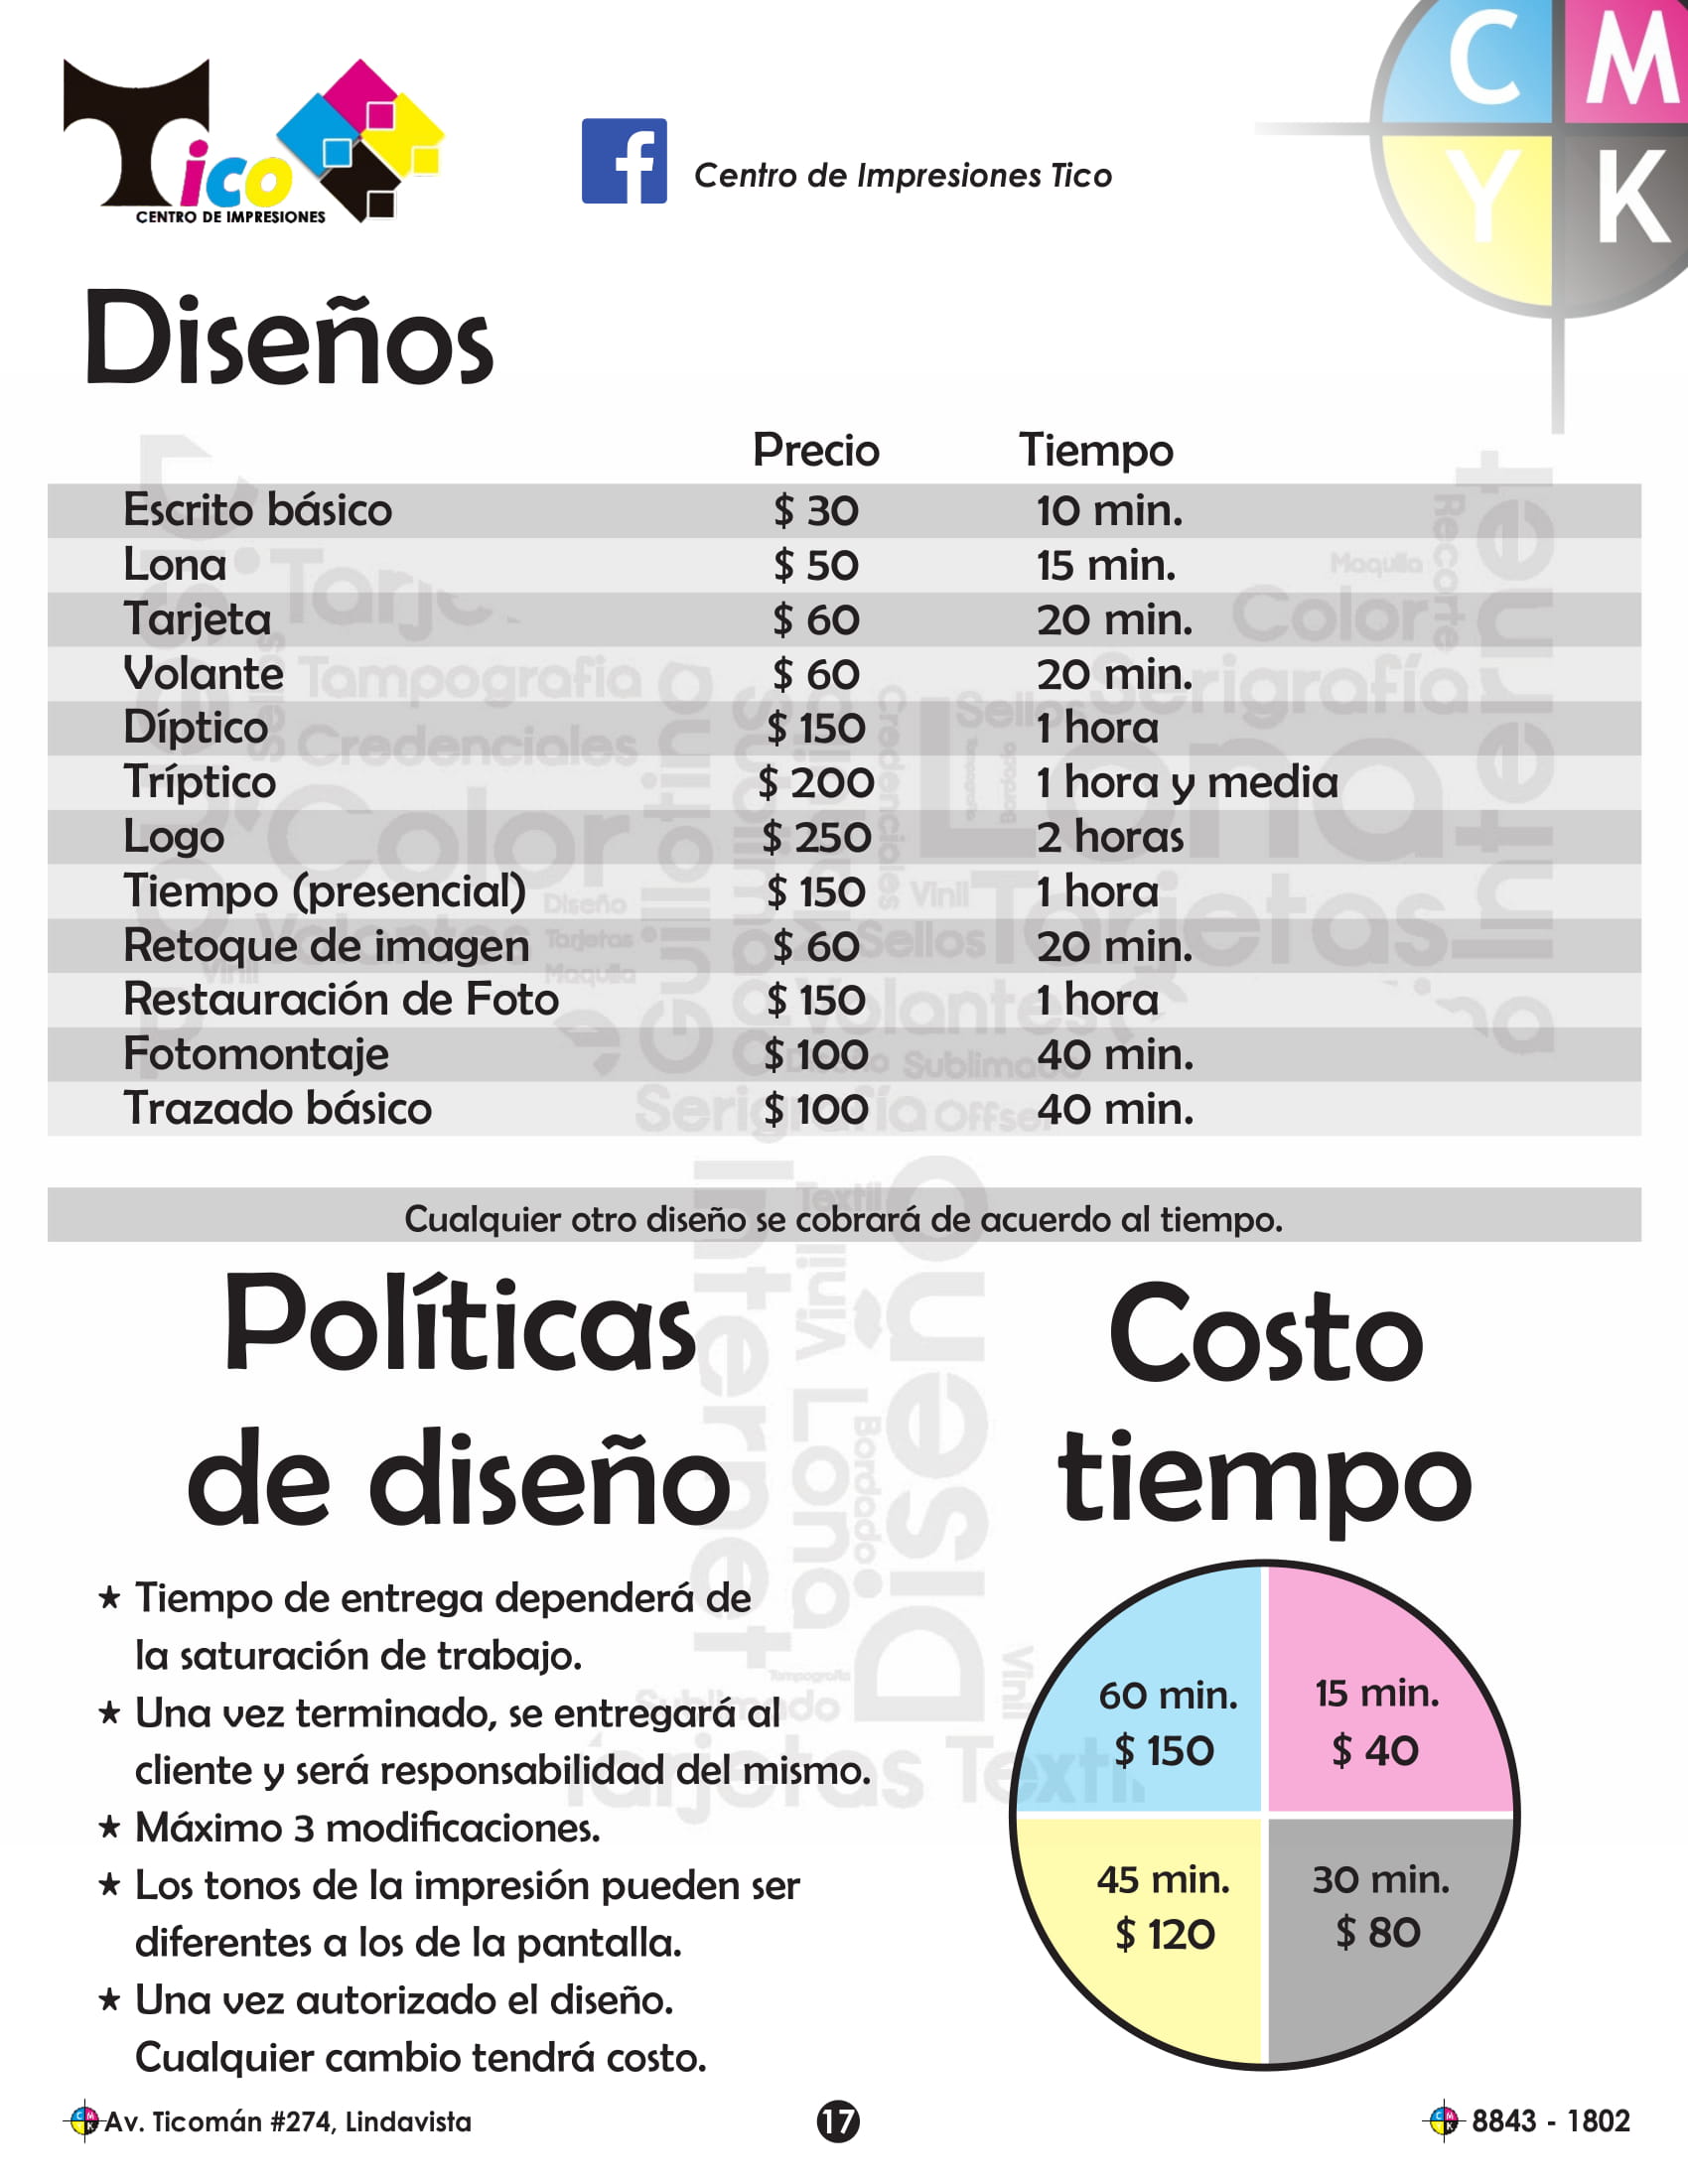 Tico
CENTRO DE IMPRESIONES
Centro de Impresiones Tico
C M
Y K
Diseños
Precio Tiempo
Escrito básico $ 30 10 min.
Lona $ 50 15 min.
Tarjeta $ 60 20 min.
Volante $ 60 20 min.
Díptico $ 150 1 hora
Tríptico $ 200 1 hora y media
Logo $ 250 2 horas
Tiempo (presencial) $ 150 1 hora
Retoque de imagen $ 60 20 min.
Restauración de Foto $ 150 1 hora
Fotomontaje $ 100 40 min.
Trazado básico $ 100 40 min.
Cualquier otro diseño se cobrará de acuerdo al tiempo.
Políticas
de diseño
★ Tiempo de entrega dependerá de
la saturación de trabajo.
★ Una vez terminado, se entregará al
cliente y será responsabilidad del mismo.
★ Máximo 3 modificaciones.
★ Los tonos de la impresión pueden ser
diferentes a los de la pantalla.
★ Una vez autorizado el diseño.
Cualquier cambio tendrá costo.
Costo
tiempo
60 min. 15 min.
$ 150 $ 40
45 min. 30 min.
$ 120 $ 80
Av. Ticomán #274, Lindavista 17 8843 - 1802